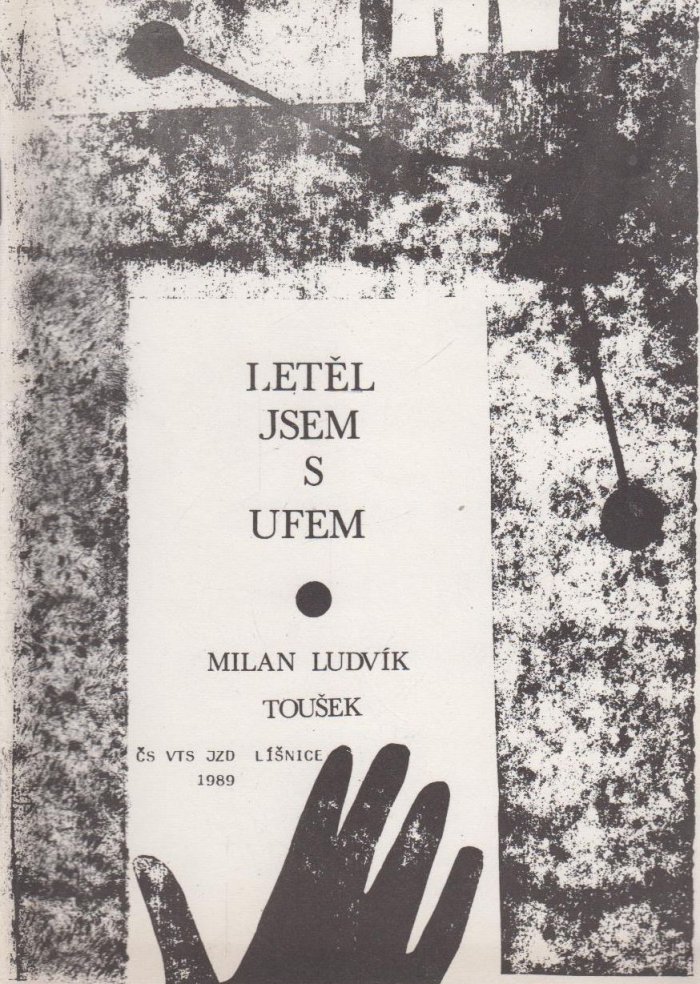 LETĚL
JSEM
S
UFEM
MILAN LUDVÍK
TOUŠEK
ČS VTS JZD LÍŠNICE
1989